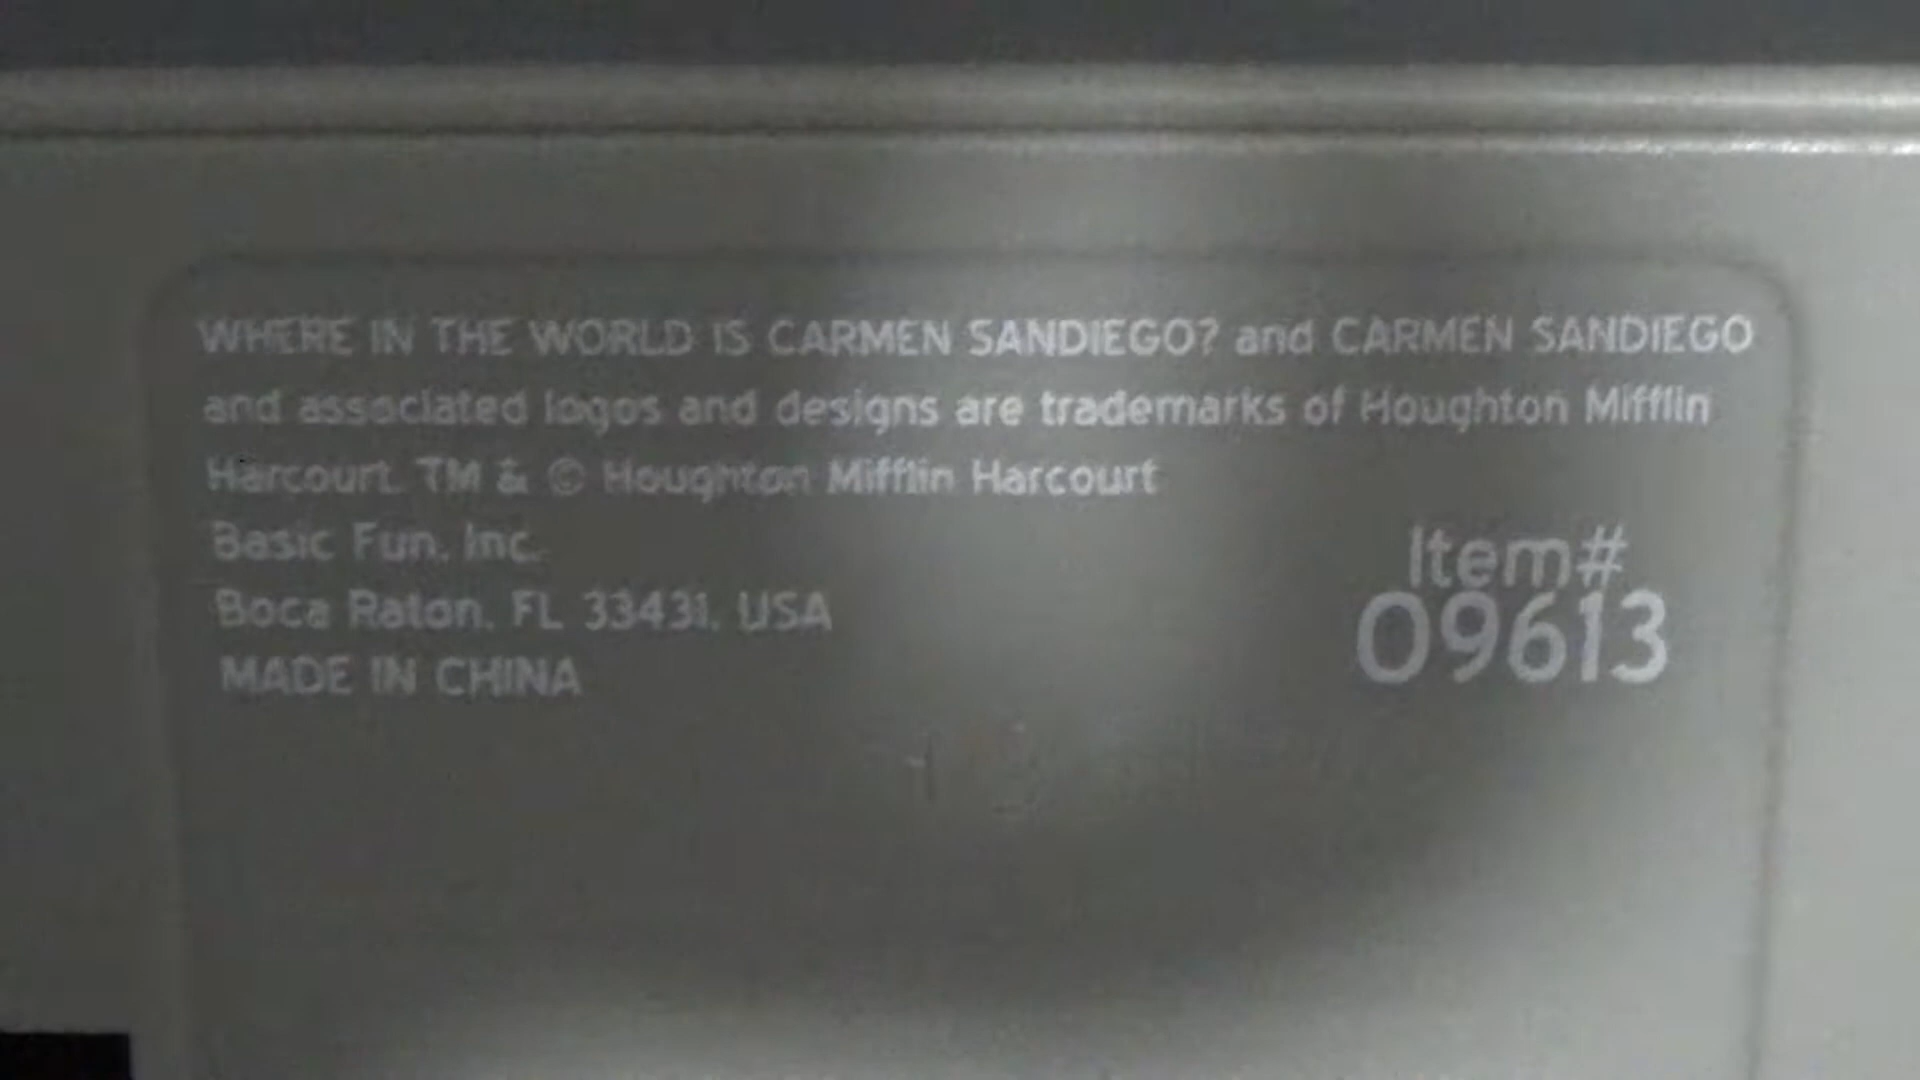 WHERE IN THE WORLD IS CARMEN SANDIEGO? and CARMEN SANDIEGO
and associated logos and designs are trademarks of Houghton Mifflin
Harcourt. TM & © Houghton Mifflin Harcourt
Basic Fun, Inc.
Boca Raton, FL 33431, USA
MADE IN CHINA
Item#
09613